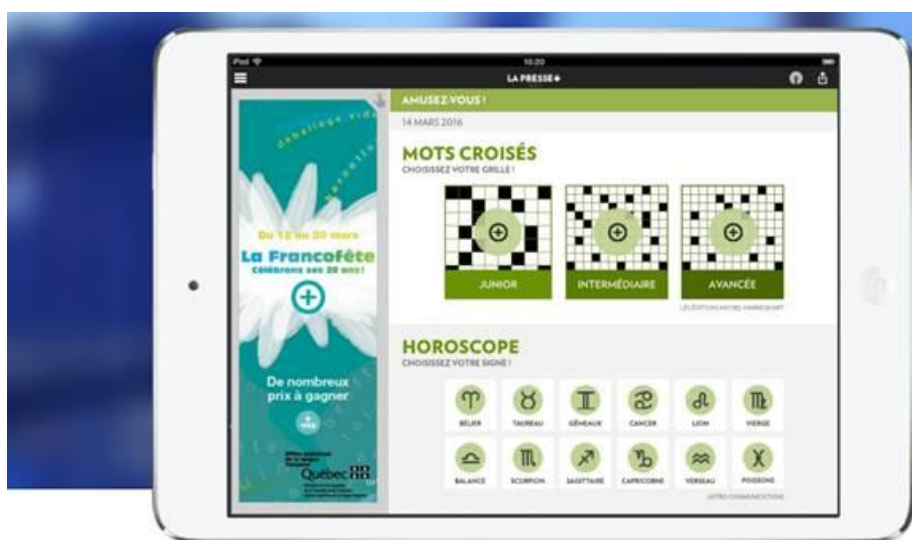 iPad
10:20
LA PRESSE+
déballage
Du 12 au 20 mars
La Francofête
Célébrons ses 20 ans!
De nombreux
prix à gagner
Québec
AMUSEZ-VOUS !
14 MARS 2016
MOTS CROISÉS
CHOISISSEZ VOTRE GRILLE !
JUNIOR
INTERMÉDIAIRE
AVANCÉE
HOROSCOPE
CHOISISSEZ VOTRE SIGNE !
BÉLIER
TAUREAU
GÉMEAUX
CANCER
LION
VIERGE
BALANCE
SCORPION
SAGITTAIRE
CAPRICORNE
VERSEAU
POISSONS